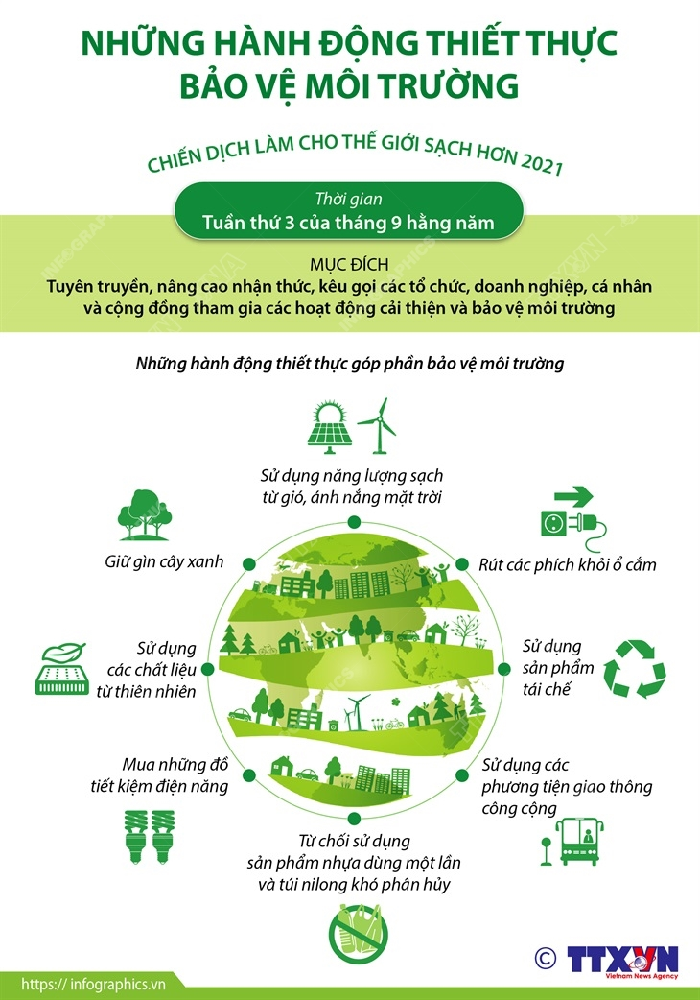 NHỮNG HÀNH ĐỘNG THIẾT THỰC
BẢO VỆ MÔI TRƯỜNG
CHIẾN DỊCH LÀM CHO THẾ GIỚI SẠCH HƠN 2021
Thời gian
Tuần thứ 3 của tháng 9 hằng năm
MỤC ĐÍCH
Tuyên truyền, nâng cao nhận thức, kêu gọi các tổ chức, doanh nghiệp, cá nhân
và cộng đồng tham gia các hoạt động cải thiện và bảo vệ môi trường
Những hành động thiết thực góp phần bảo vệ môi trường
Sử dụng năng lượng sạch
từ gió, ánh nắng mặt trời
Giữ gìn cây xanh
Rút các phích khỏi ổ cắm
Sử dụng
các chất liệu
từ thiên nhiên
Sử dụng
sản phẩm
tái chế
Mua những đồ
tiết kiệm điện năng
Sử dụng các
phương tiện giao thông
công cộng
Từ chối sử dụng
sản phẩm nhựa dùng một lần
và túi nilong khó phân hủy
© TTXVN
Vietnam News Agency
https:// infographics.vn